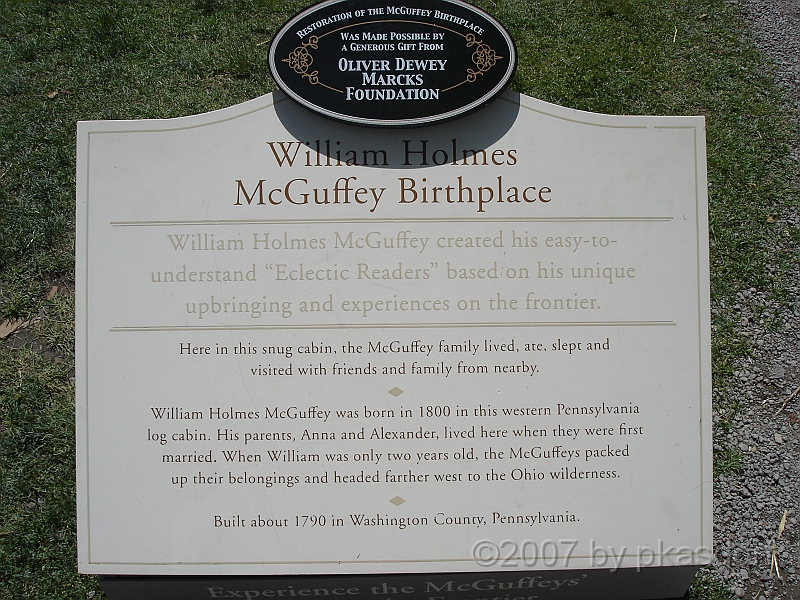 Restoration of the McGuffey Birthplace
Was Made Possible by
a Generous Gift From
Oliver Dewey
Marcks
Foundation
William Holmes
McGuffey Birthplace
William Holmes McGuffey created his easy-to-
understand “Eclectic Readers” based on his unique
upbringing and experiences on the frontier.
Here in this snug cabin, the McGuffey family lived, ate, slept and
visited with friends and family from nearby.
William Holmes McGuffey was born in 1800 in this western Pennsylvania
log cabin. His parents, Anna and Alexander, lived here when they were first
married. When William was only two years old, the McGuffeys packed
up their belongings and headed farther west to the Ohio wilderness.
Built about 1790 in Washington County, Pennsylvania.
©2007 by
Experience the McGuffeys’
Frontier